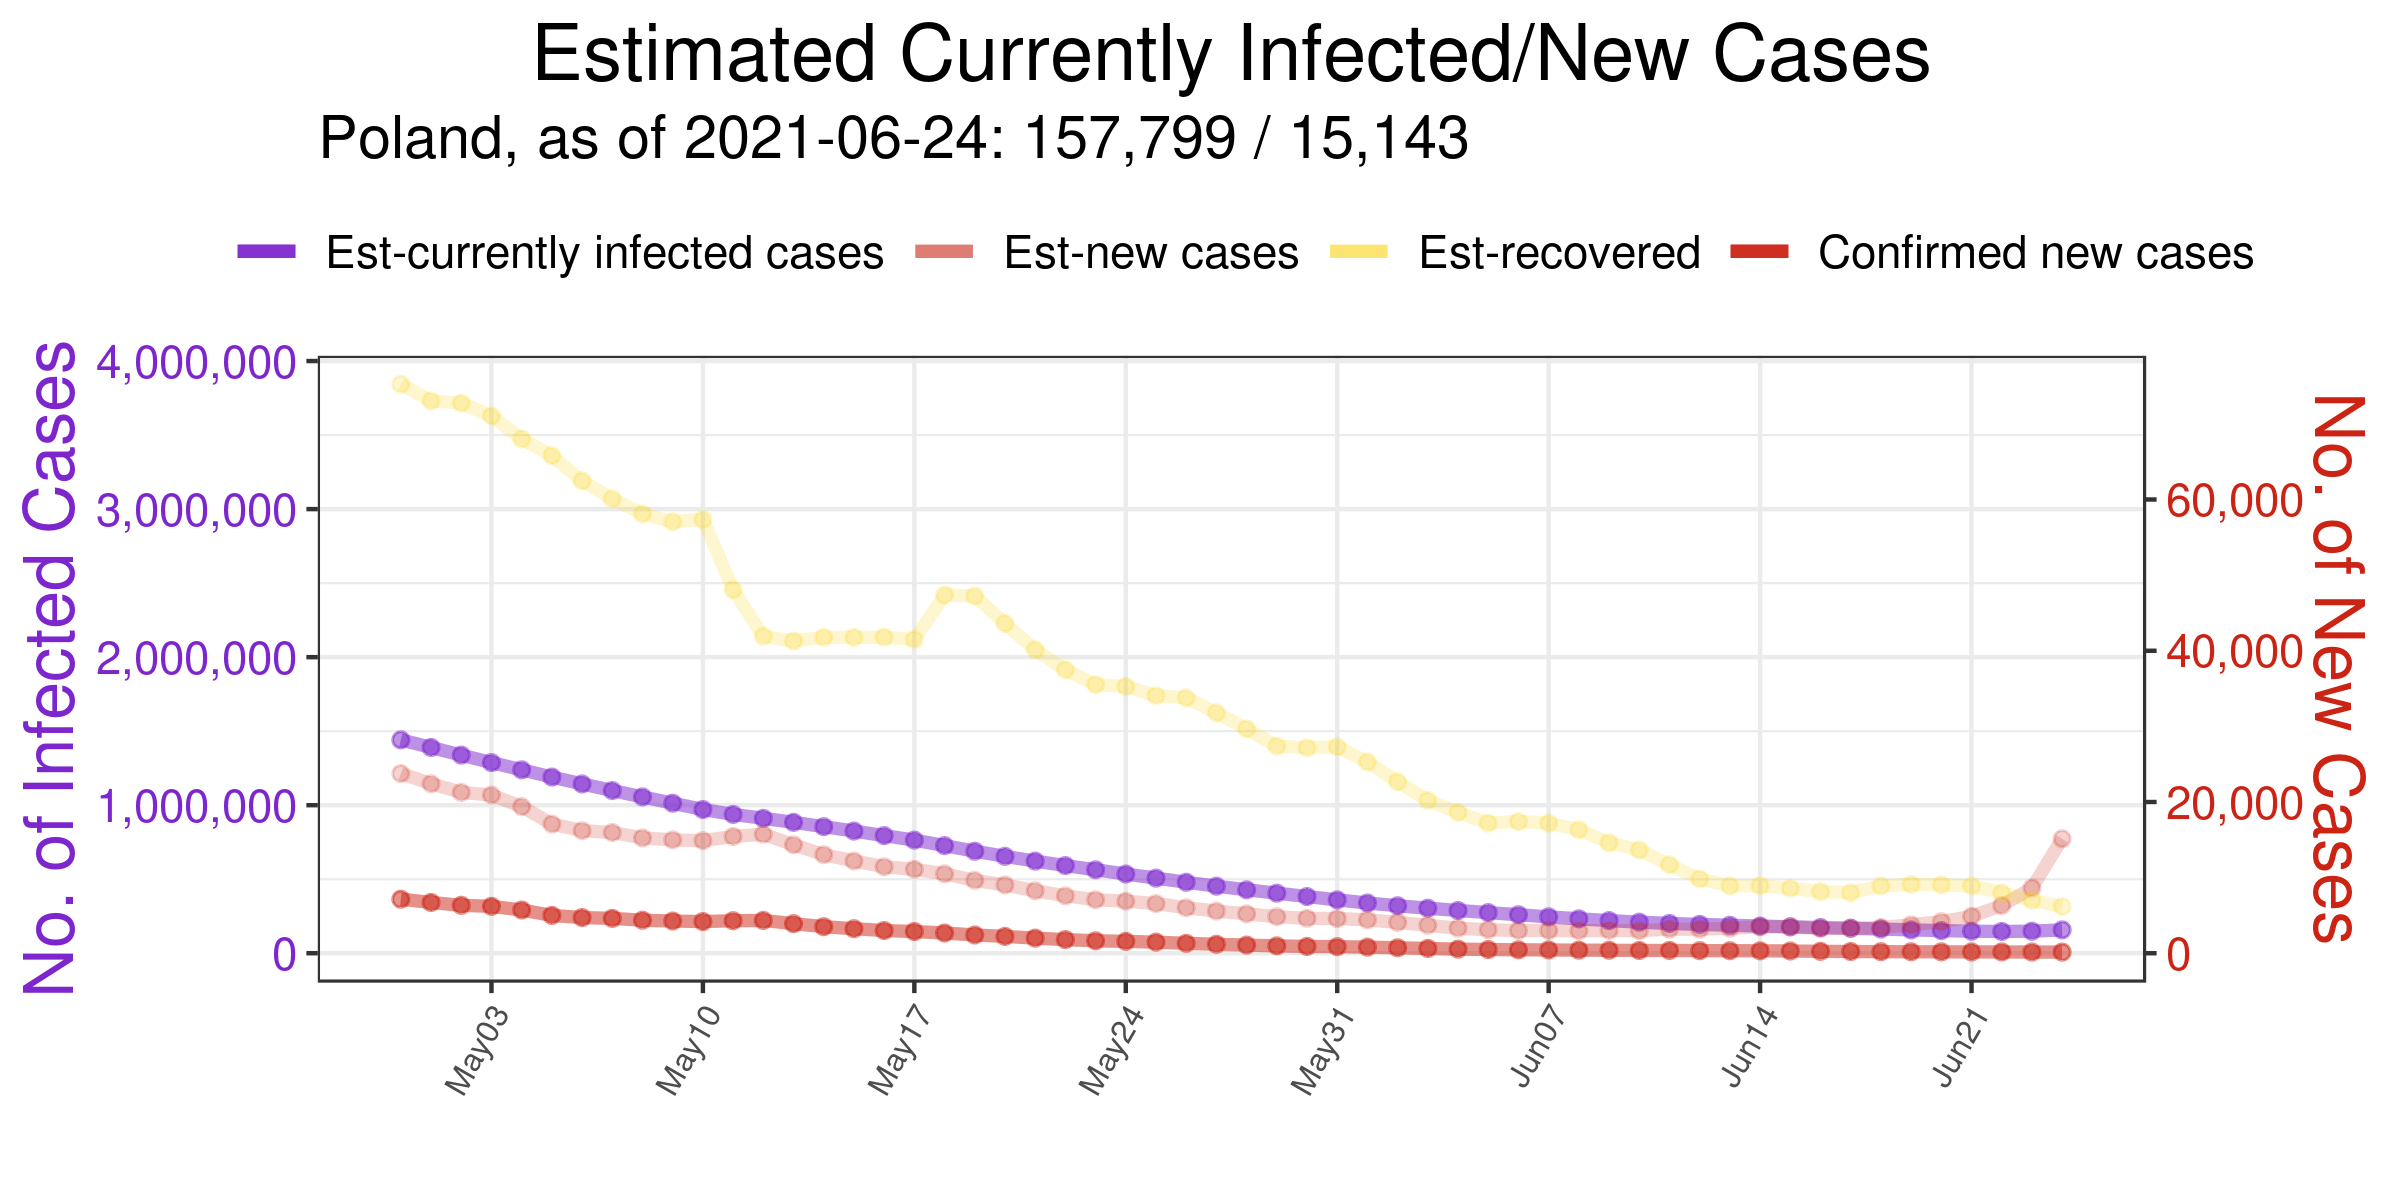 Estimated Currently Infected/New Cases
Poland, as of 2021-06-24: 157,799 / 15,143
Est-currently infected cases Est-new cases Est-recovered Confirmed new cases
No. of Infected Cases
4,000,000
3,000,000
2,000,000
1,000,000
0
60,000
40,000
20,000
0
No. of New Cases
May03 May10 May17 May24 May31 Jun07 Jun14 Jun21